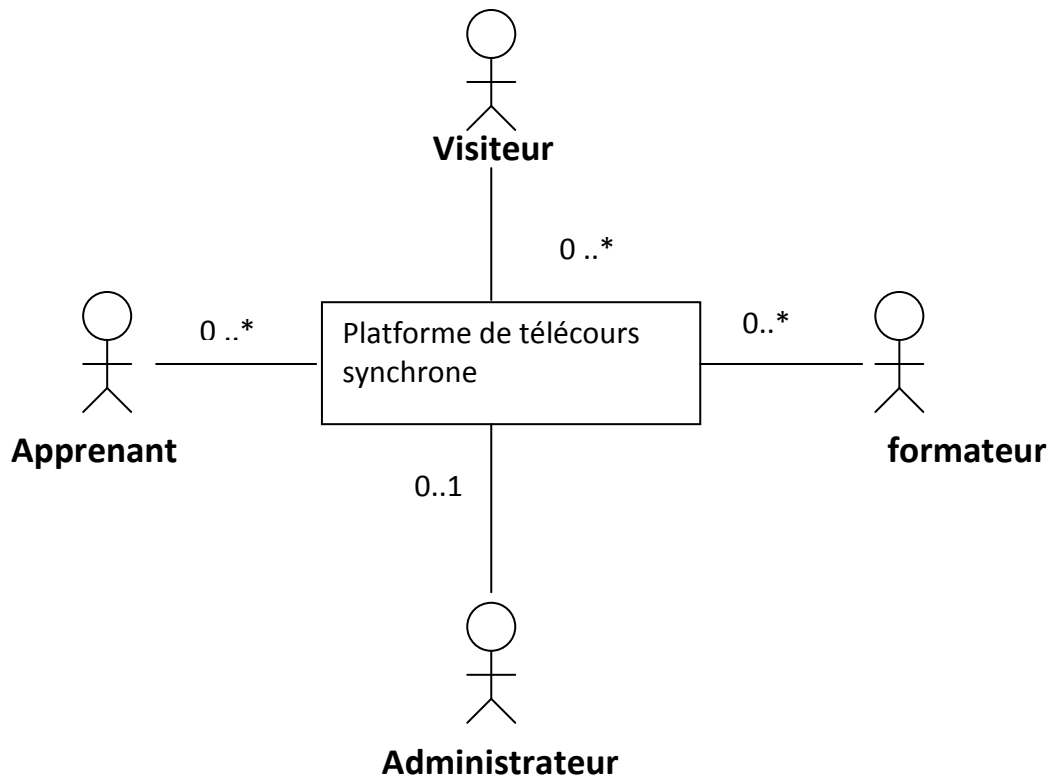 Visiteur
0 ..*
0 ..*
Platforme de télécours
synchrone
0..*
Apprenant
formateur
0..1
Administrateur